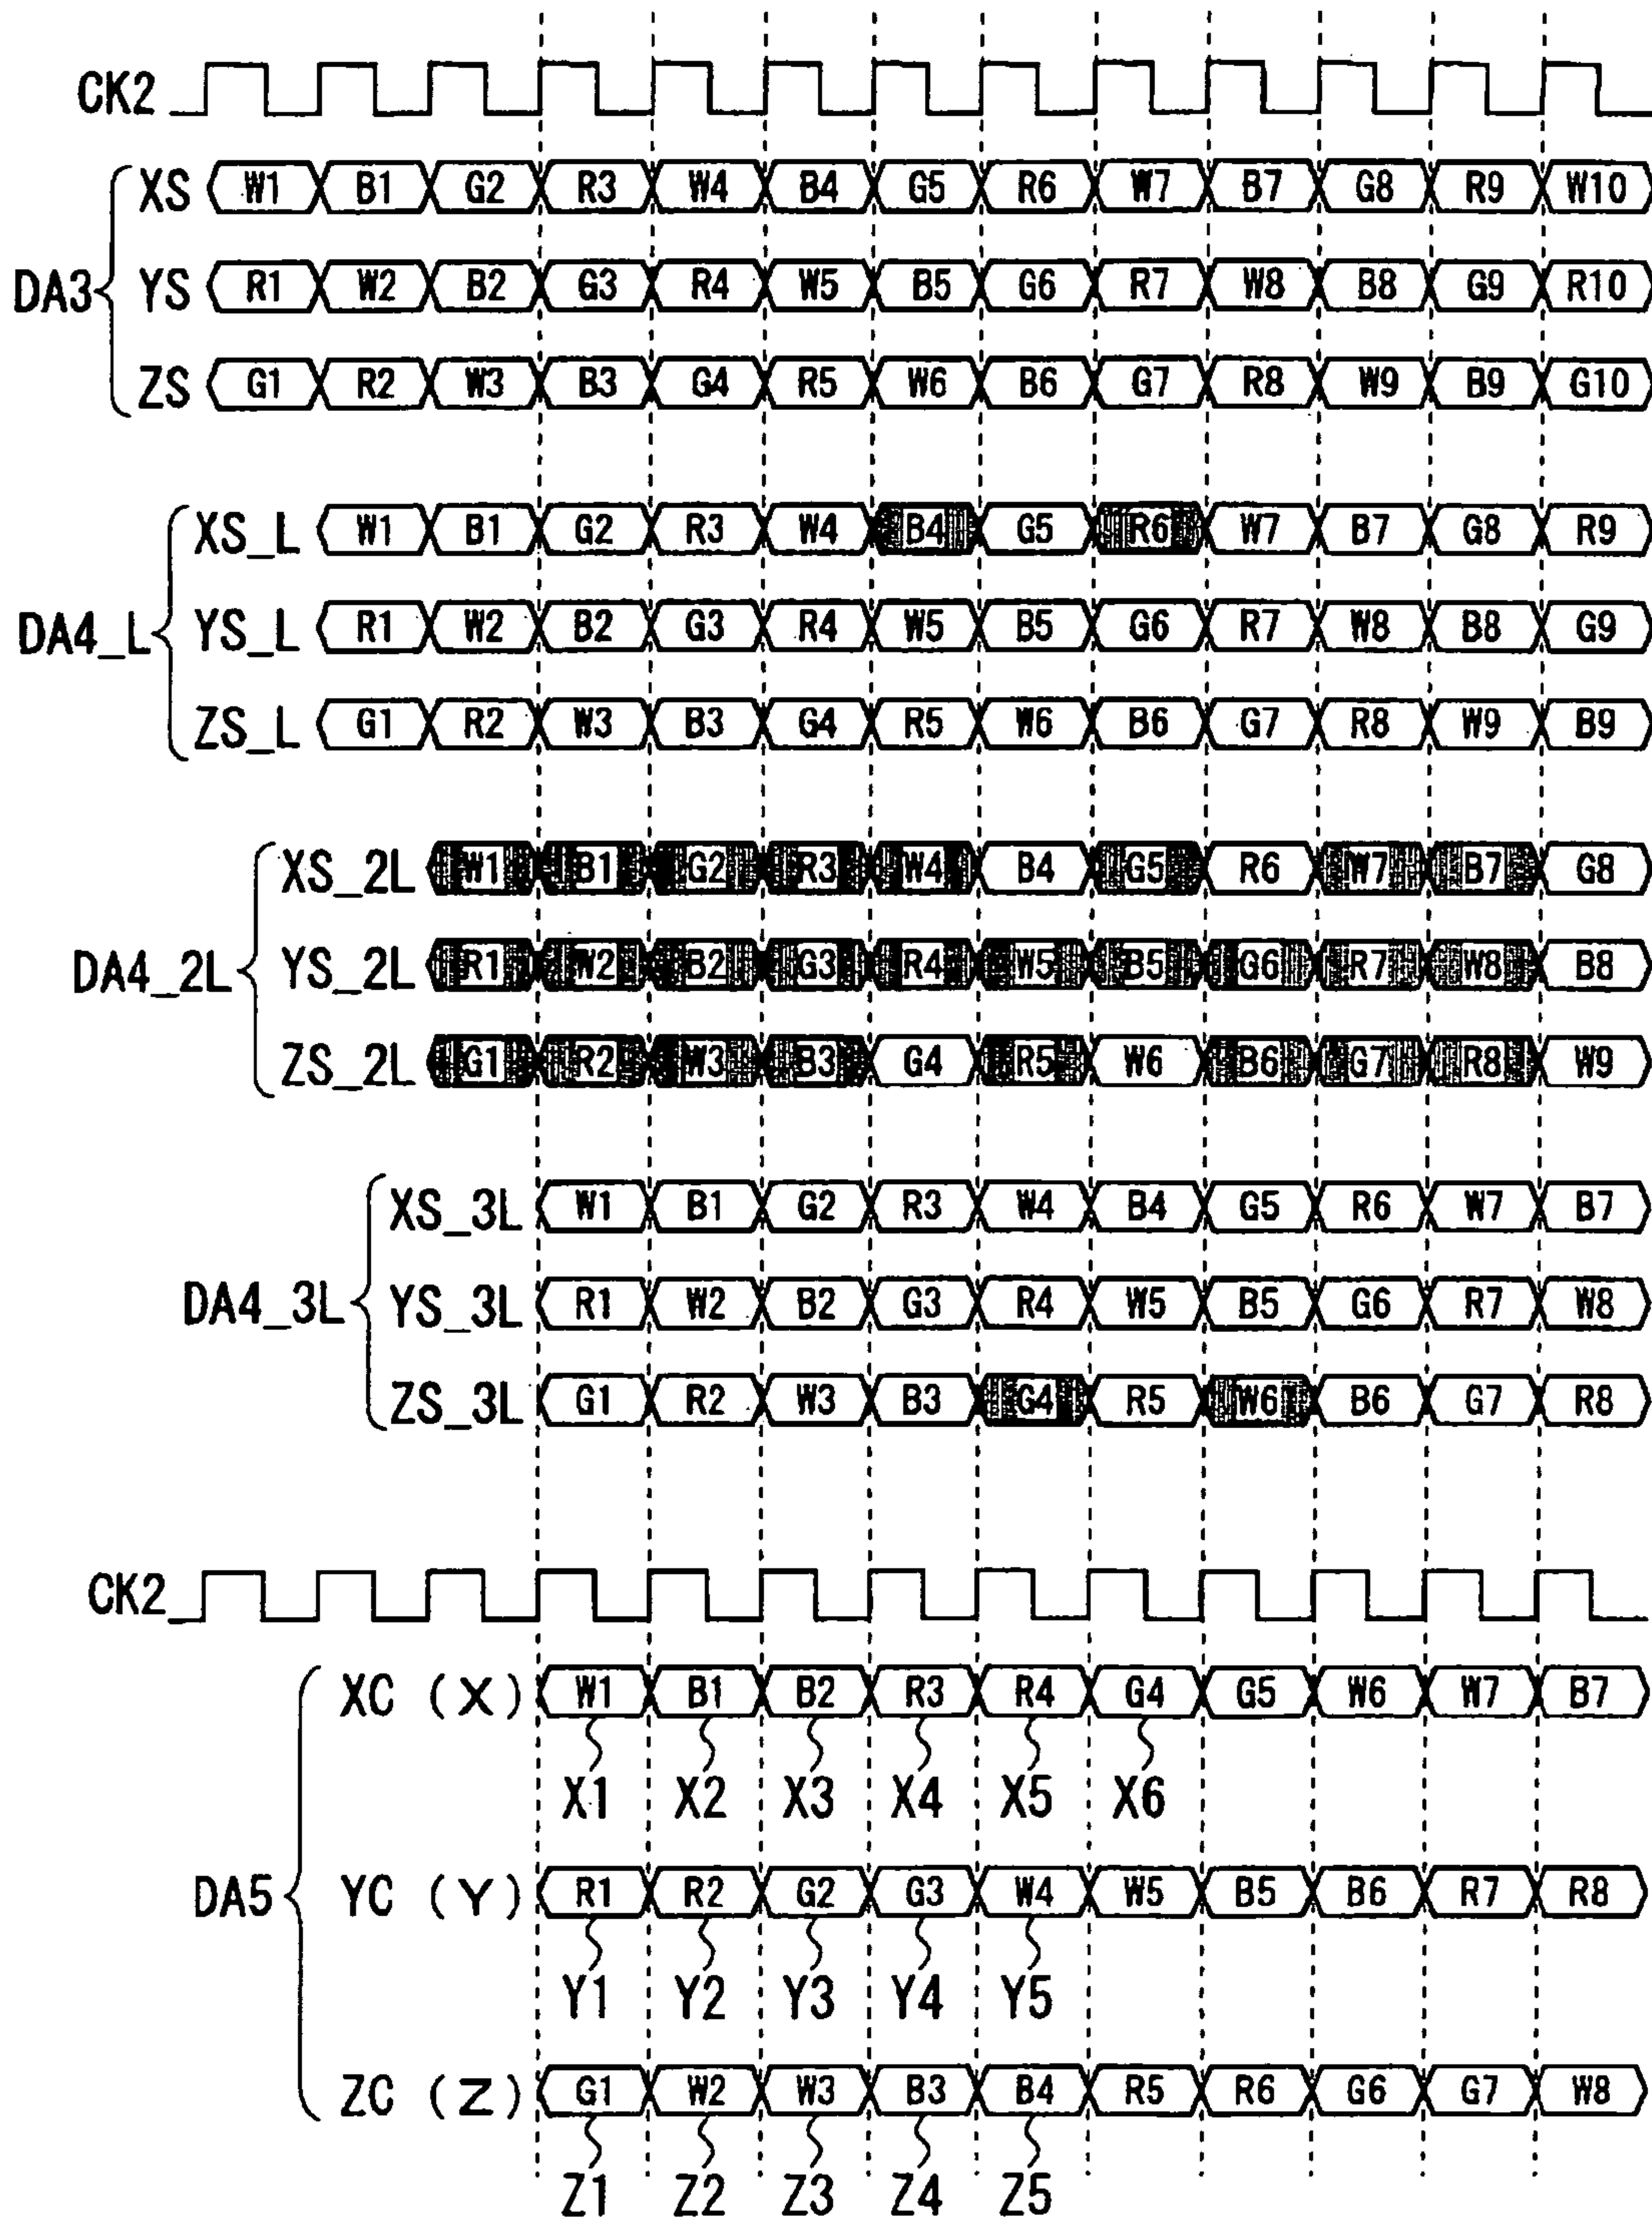 CK2
XS W1 B1 G2 R3 W4 B4 G5 R6 W7 B7 G8 R9 W10
DA3 YS R1 W2 B2 G3 R4 W5 B5 G6 R7 W8 B8 G9 R10
ZS G1 R2 W3 B3 G4 R5 W6 B6 G7 R8 W9 B9 G10
XS_L W1 B1 G2 R3 W4 B4 G5 R6 W7 B7 G8 R9
DA4_L YS_L R1 W2 B2 G3 R4 W5 B5 G6 R7 W8 B8 G9
ZS_L G1 R2 W3 B3 G4 R5 W6 B6 G7 R8 W9 B9
XS_2L W1 B1 G2 R3 W4 B4 G5 R6 W7 B7 G8
DA4_2L YS_2L R1 W2 B2 G3 R4 W5 B5 G6 R7 W8 B8
ZS_2L G1 R2 W3 B3 G4 R5 W6 B6 G7 R8 W9
XS_3L W1 B1 G2 R3 W4 B4 G5 R6 W7 B7
DA4_3L YS_3L R1 W2 B2 G3 R4 W5 B5 G6 R7 W8
ZS_3L G1 R2 W3 B3 G4 R5 W6 B6 G7 R8
CK2
XC (X) W1 B1 B2 R3 R4 G4 G5 W6 W7 B7
X1 X2 X3 X4 X5 X6
DA5 YC (Y) R1 R2 G2 G3 W4 W5 B5 B6 R7 R8
Y1 Y2 Y3 Y4 Y5
ZC (Z) G1 W2 W3 B3 B4 R5 R6 G6 G7 W8
Z1 Z2 Z3 Z4 Z5